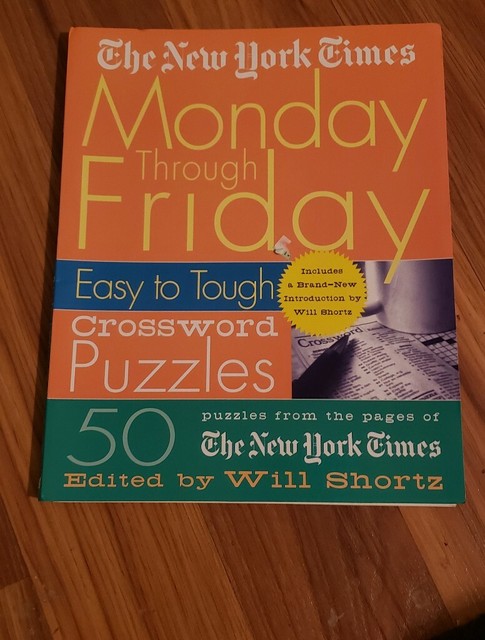 The New York Times
Monday
Through
Friday
Easy to Tough
Includes
a Brand-New
Introduction by
Will Shortz
Crossword
Puzzles
Crossword
50
puzzles from the pages of
The New York Times
Edited by Will Shortz